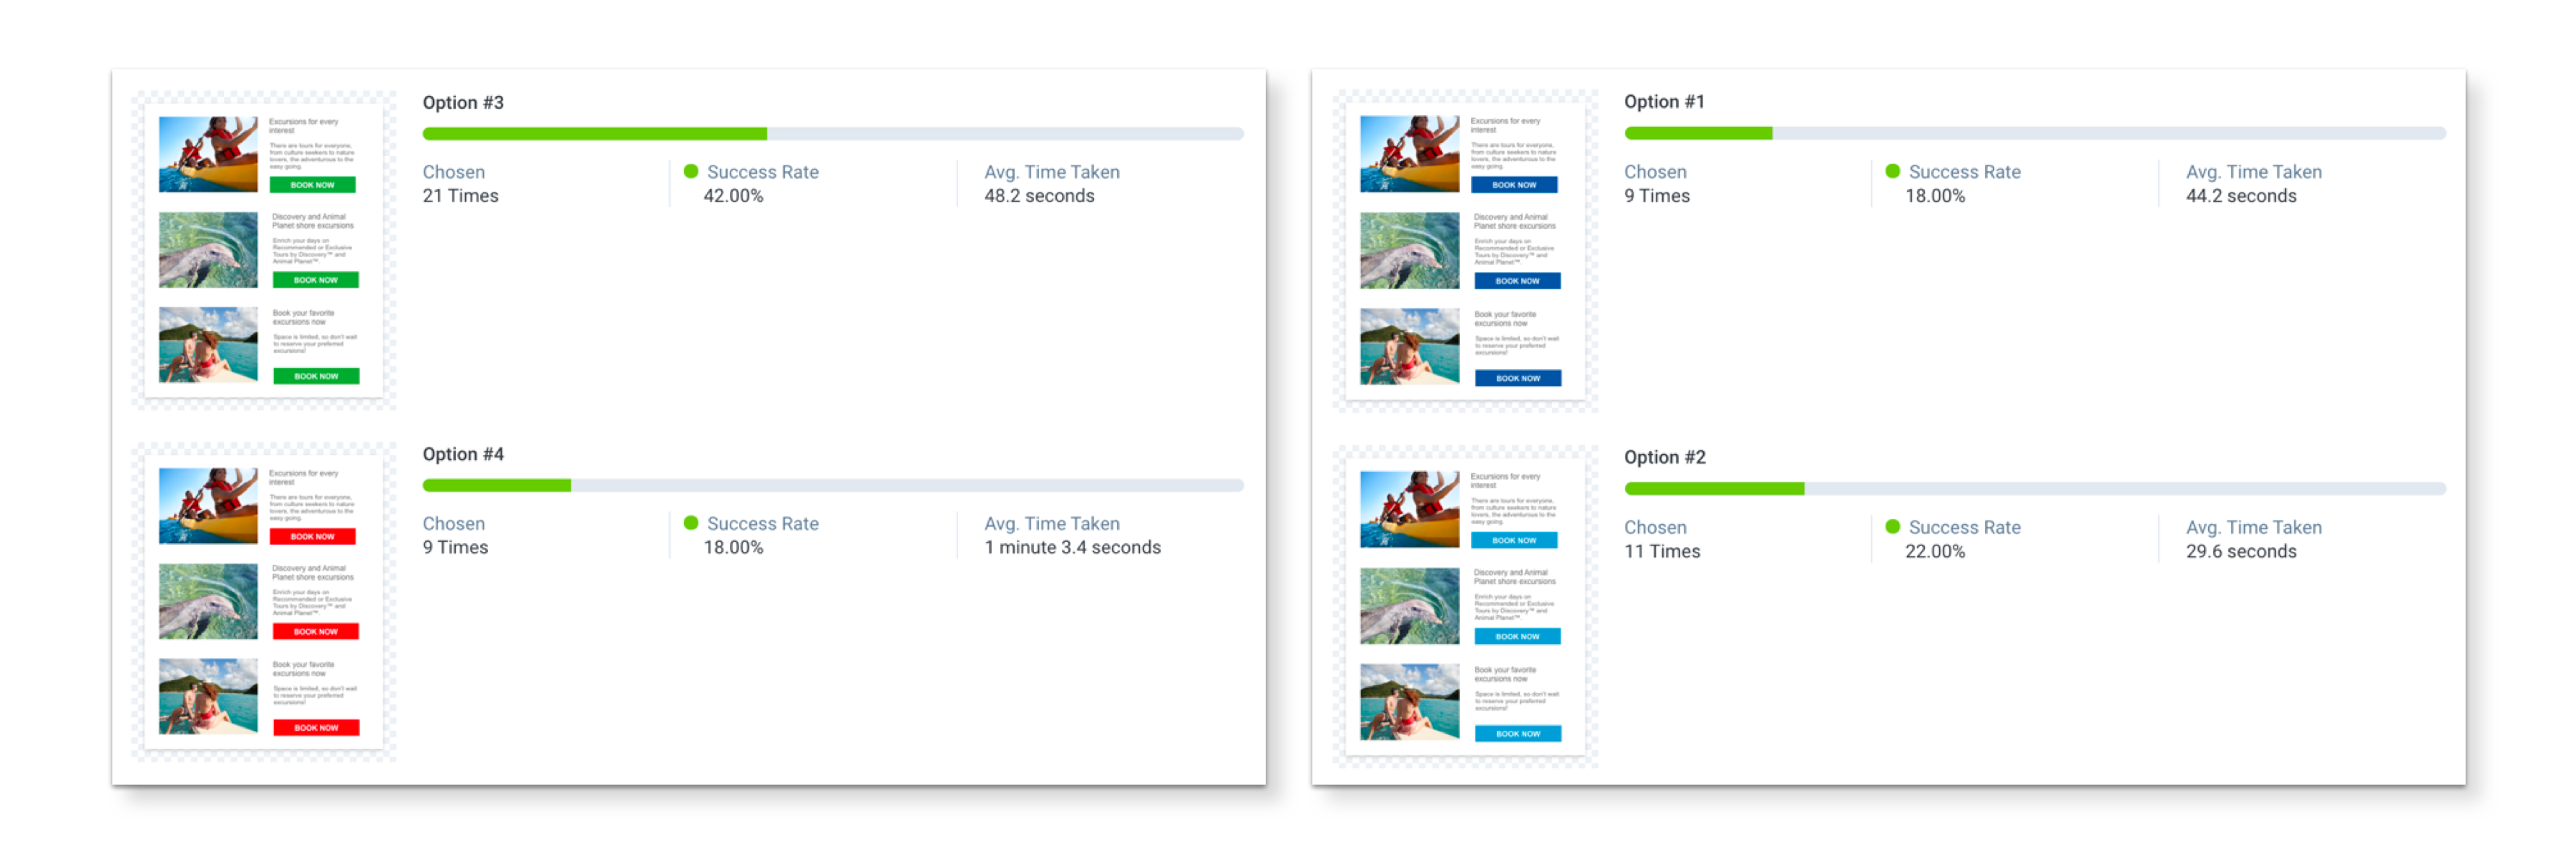 Option #3
Excursions for every
interest
There are tours for everyone,
from culture seekers to nature
lovers, the adventurous to the
easy going.
BOOK NOW
Discovery and Animal
Planet shore excursions
Enrich your days on
Recommended or Exclusive
Tours by Discovery™ and
Animal Planet™.
BOOK NOW
Book your favorite
excursions now
Space is limited, so don't wait
to reserve your preferred
excursions!
BOOK NOW
Chosen
21 Times
Success Rate
42.00%
Avg. Time Taken
48.2 seconds
Option #4
Excursions for every
interest
There are tours for everyone,
from culture seekers to nature
lovers, the adventurous to the
easy going.
BOOK NOW
Discovery and Animal
Planet shore excursions
Enrich your days on
Recommended or Exclusive
Tours by Discovery™ and
Animal Planet™.
BOOK NOW
Book your favorite
excursions now
Space is limited, so don't wait
to reserve your preferred
excursions!
BOOK NOW
Chosen
9 Times
Success Rate
18.00%
Avg. Time Taken
1 minute 3.4 seconds
Option #1
Excursions for every
interest
There are tours for everyone,
from culture seekers to nature
lovers, the adventurous to the
easy going.
BOOK NOW
Discovery and Animal
Planet shore excursions
Enrich your days on
Recommended or Exclusive
Tours by Discovery™ and
Animal Planet™.
BOOK NOW
Book your favorite
excursions now
Space is limited, so don't wait
to reserve your preferred
excursions!
BOOK NOW
Chosen
9 Times
Success Rate
18.00%
Avg. Time Taken
44.2 seconds
Option #2
Excursions for every
interest
There are tours for everyone,
from culture seekers to nature
lovers, the adventurous to the
easy going.
BOOK NOW
Discovery and Animal
Planet shore excursions
Enrich your days on
Recommended or Exclusive
Tours by Discovery™ and
Animal Planet™.
BOOK NOW
Book your favorite
excursions now
Space is limited, so don't wait
to reserve your preferred
excursions!
BOOK NOW
Chosen
11 Times
Success Rate
22.00%
Avg. Time Taken
29.6 seconds